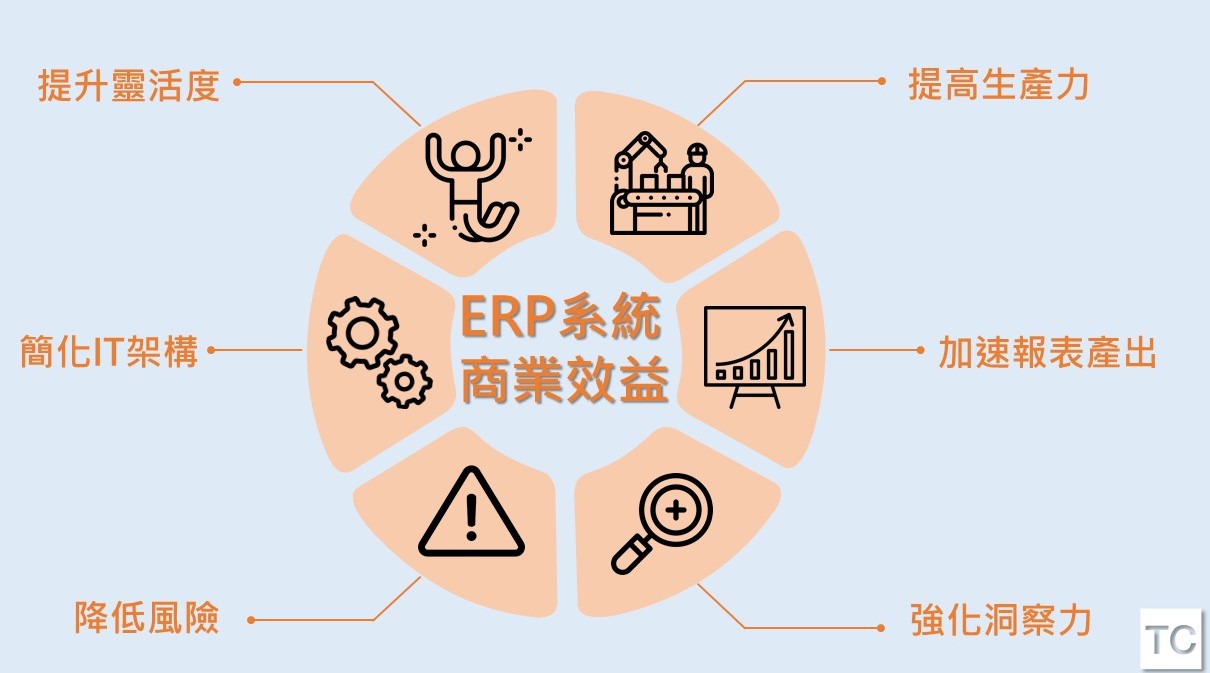 提升靈活度
提高生產力
ERP系統
商業效益
簡化IT架構
加速報表產出
降低風險
強化洞察力
TC